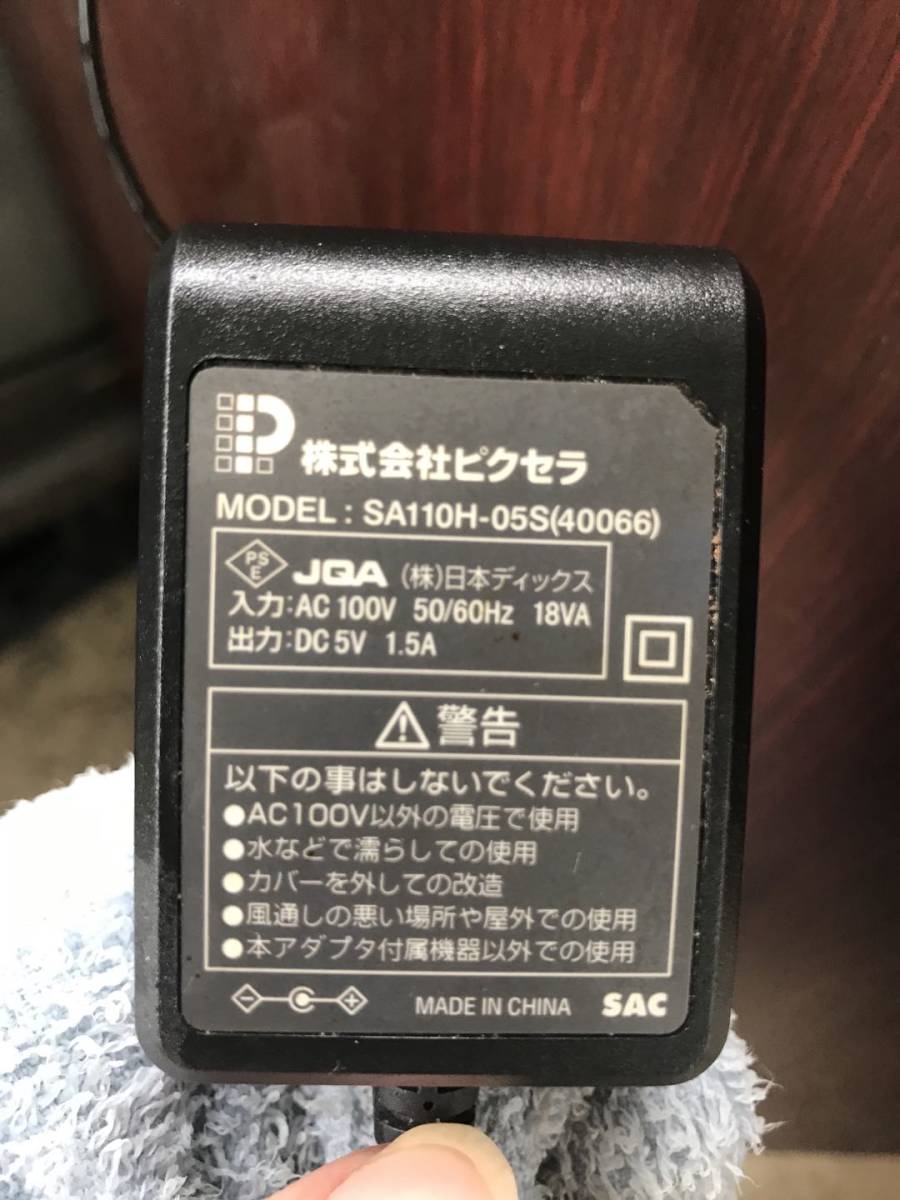 株式会社ピクセラ
MODEL : SA110H-05S(40066)
PSE JQA (株)日本ディックス
入力:AC 100V 50/60Hz 18VA
出力:DC 5V 1.5A
警告
以下の事はしないでください。
●AC100V以外の電圧で使用
●水などで濡らしての使用
●カバーを外しての改造
●風通しの悪い場所や屋外での使用
●本アダプタ付属機器以外での使用
MADE IN CHINA SAC